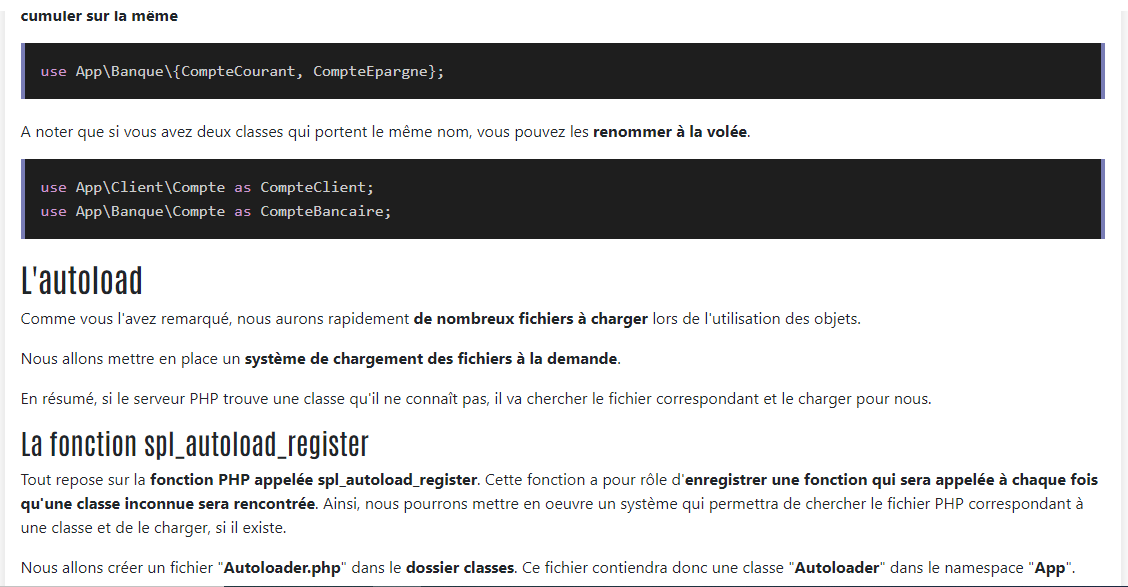 cumuler sur la même
use App\Banque\{CompteCourant, CompteEpargne};
A noter que si vous avez deux classes qui portent le même nom, vous pouvez les renommer à la volée.
use App\Client\Compte as CompteClient;
use App\Banque\Compte as CompteBancaire;
L'autoload
Comme vous l'avez remarqué, nous aurons rapidement de nombreux fichiers à charger lors de l'utilisation des objets.
Nous allons mettre en place un système de chargement des fichiers à la demande.
En résumé, si le serveur PHP trouve une classe qu'il ne connaît pas, il va chercher le fichier correspondant et le charger pour nous.
La fonction spl_autoload_register
Tout repose sur la fonction PHP appelée spl_autoload_register. Cette fonction a pour rôle d'enregistrer une fonction qui sera appelée à chaque fois
qu'une classe inconnue sera rencontrée. Ainsi, nous pourrons mettre en oeuvre un système qui permettra de chercher le fichier PHP correspondant à
une classe et de le charger, si il existe.
Nous allons créer un fichier "Autoloader.php" dans le dossier classes. Ce fichier contiendra donc une classe "Autoloader" dans le namespace "App".